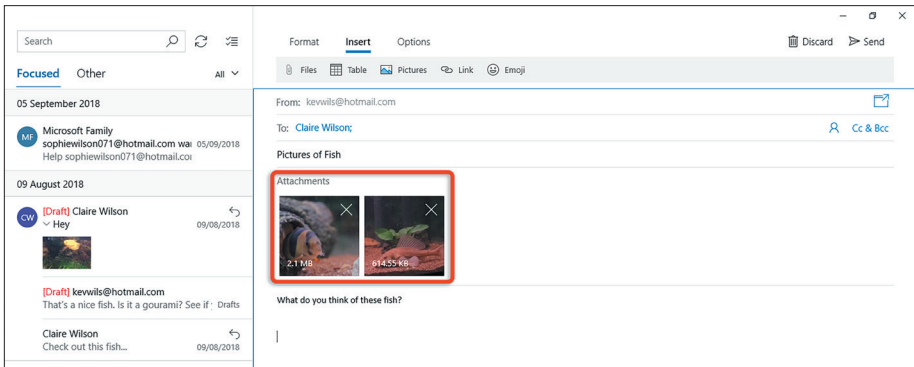 Search
Focused
Other
All
05 September 2018
MF
Microsoft Family
sophiewilson071@hotmail.com wai 05/09/2018
Help sophiewilson071@hotmail.co
09 August 2018
CW
[Draft] Claire Wilson
Hey 09/08/2018
[Draft] kevwils@hotmail.com
That's a nice fish. Is it a gourami? See if Drafts
Claire Wilson
Check out this fish... 09/08/2018
Format Insert Options Discard Send
Files Table Pictures Link Emoji
From: kevwils@hotmail.com
To: Claire Wilson; Cc & Bcc
Pictures of Fish
Attachments
2.1 MB 614.55 KB
What do you think of these fish?